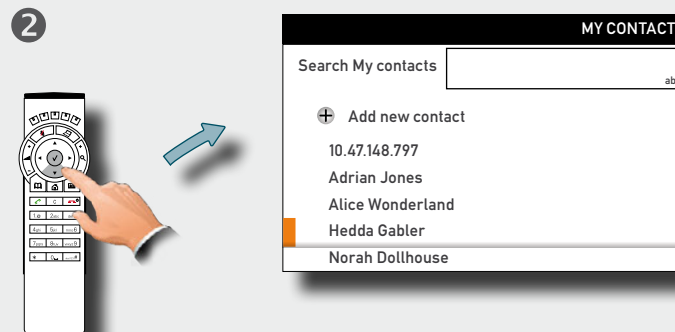 2
MY CONTACT
Search My contacts
ab
Add new contact
10.47.148.797
Adrian Jones
Alice Wonderland
Hedda Gabler
Norah Dollhouse
C